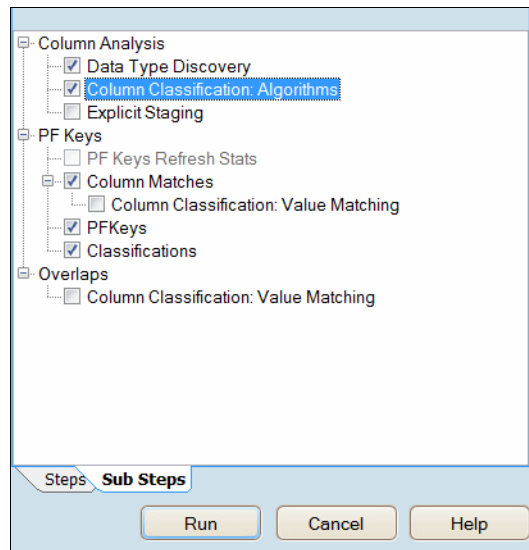 Column Analysis
Data Type Discovery
Column Classification: Algorithms
Explicit Staging
PF Keys
PF Keys Refresh Stats
Column Matches
Column Classification: Value Matching
PFKeys
Classifications
Overlaps
Column Classification: Value Matching
Steps Sub Steps
Run Cancel Help